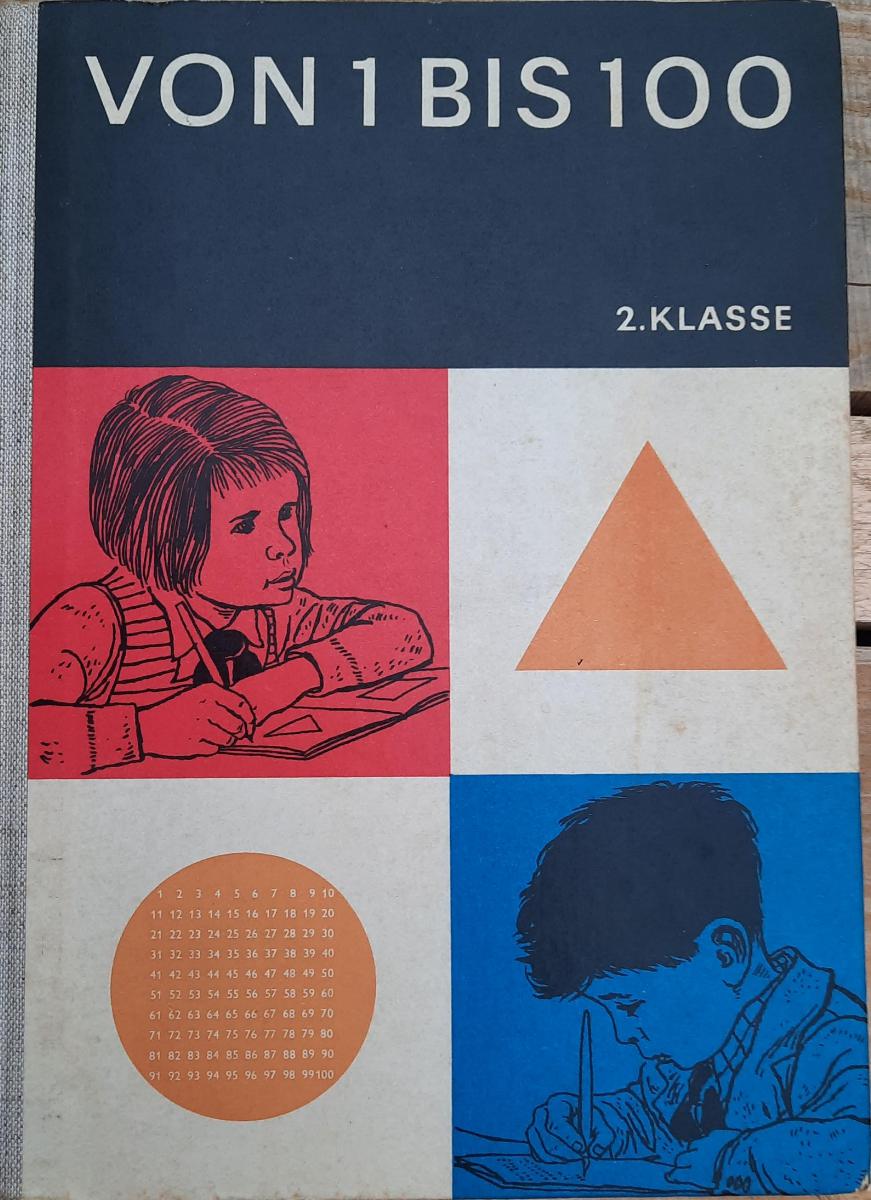 VON 1 BIS 100
2. KLASSE
1 2 3 4 5 6 7 8 9 10
11 12 13 14 15 16 17 18 19 20
21 22 23 24 25 26 27 28 29 30
31 32 33 34 35 36 37 38 39 40
41 42 43 44 45 46 47 48 49 50
51 52 53 54 55 56 57 58 59 60
61 62 63 64 65 66 67 68 69 70
71 72 73 74 75 76 77 78 79 80
81 82 83 84 85 86 87 88 89 90
91 92 93 94 95 96 97 98 99 100